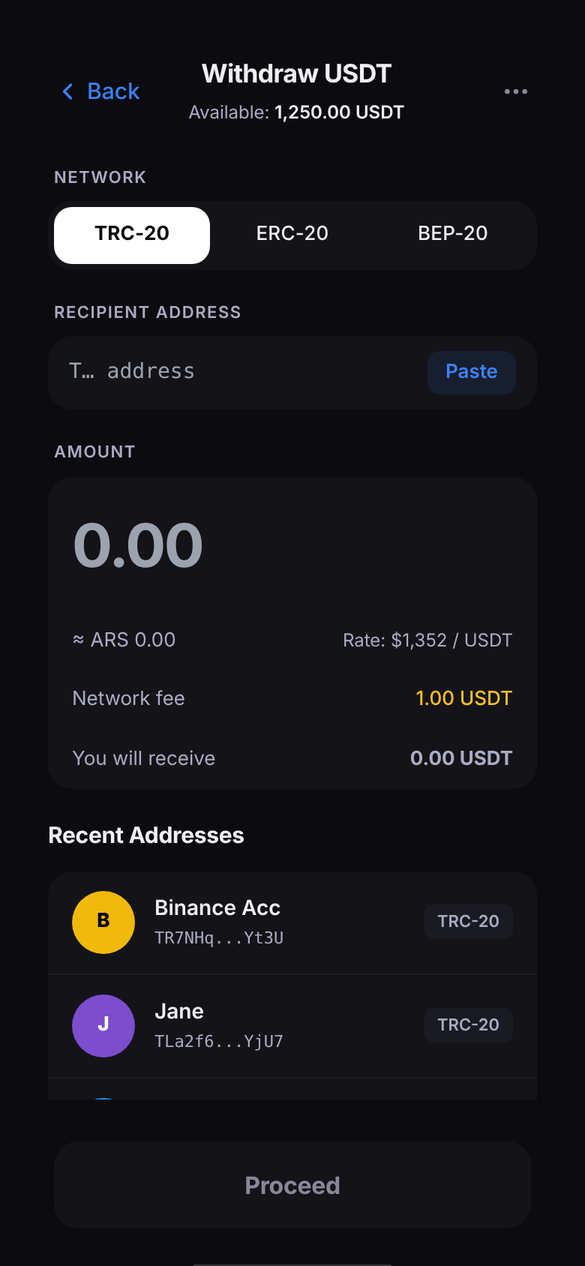 Back
Withdraw USDT
Available: 1,250.00 USDT
NETWORK
TRC-20
ERC-20
BEP-20
RECIPIENT ADDRESS
T… address
Paste
AMOUNT
0.00
≈ ARS 0.00
Rate: $1,352 / USDT
Network fee
1.00 USDT
You will receive
0.00 USDT
Recent Addresses
B
Binance Acc
TRC-20
TR7NHq...Yt3U
J
Jane
TRC-20
TLa2f6...YjU7
Proceed